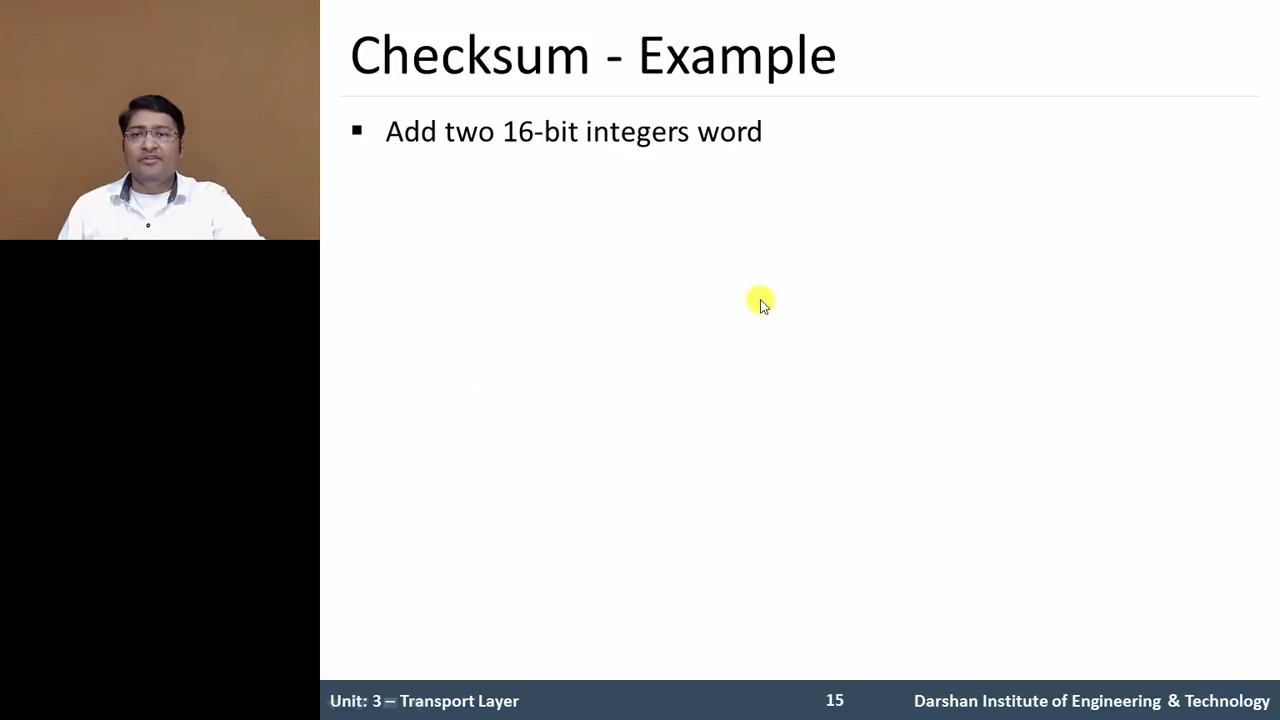 Checksum - Example
▪ Add two 16-bit integers word
Unit: 3 – Transport Layer
15
Darshan Institute of Engineering & Technology